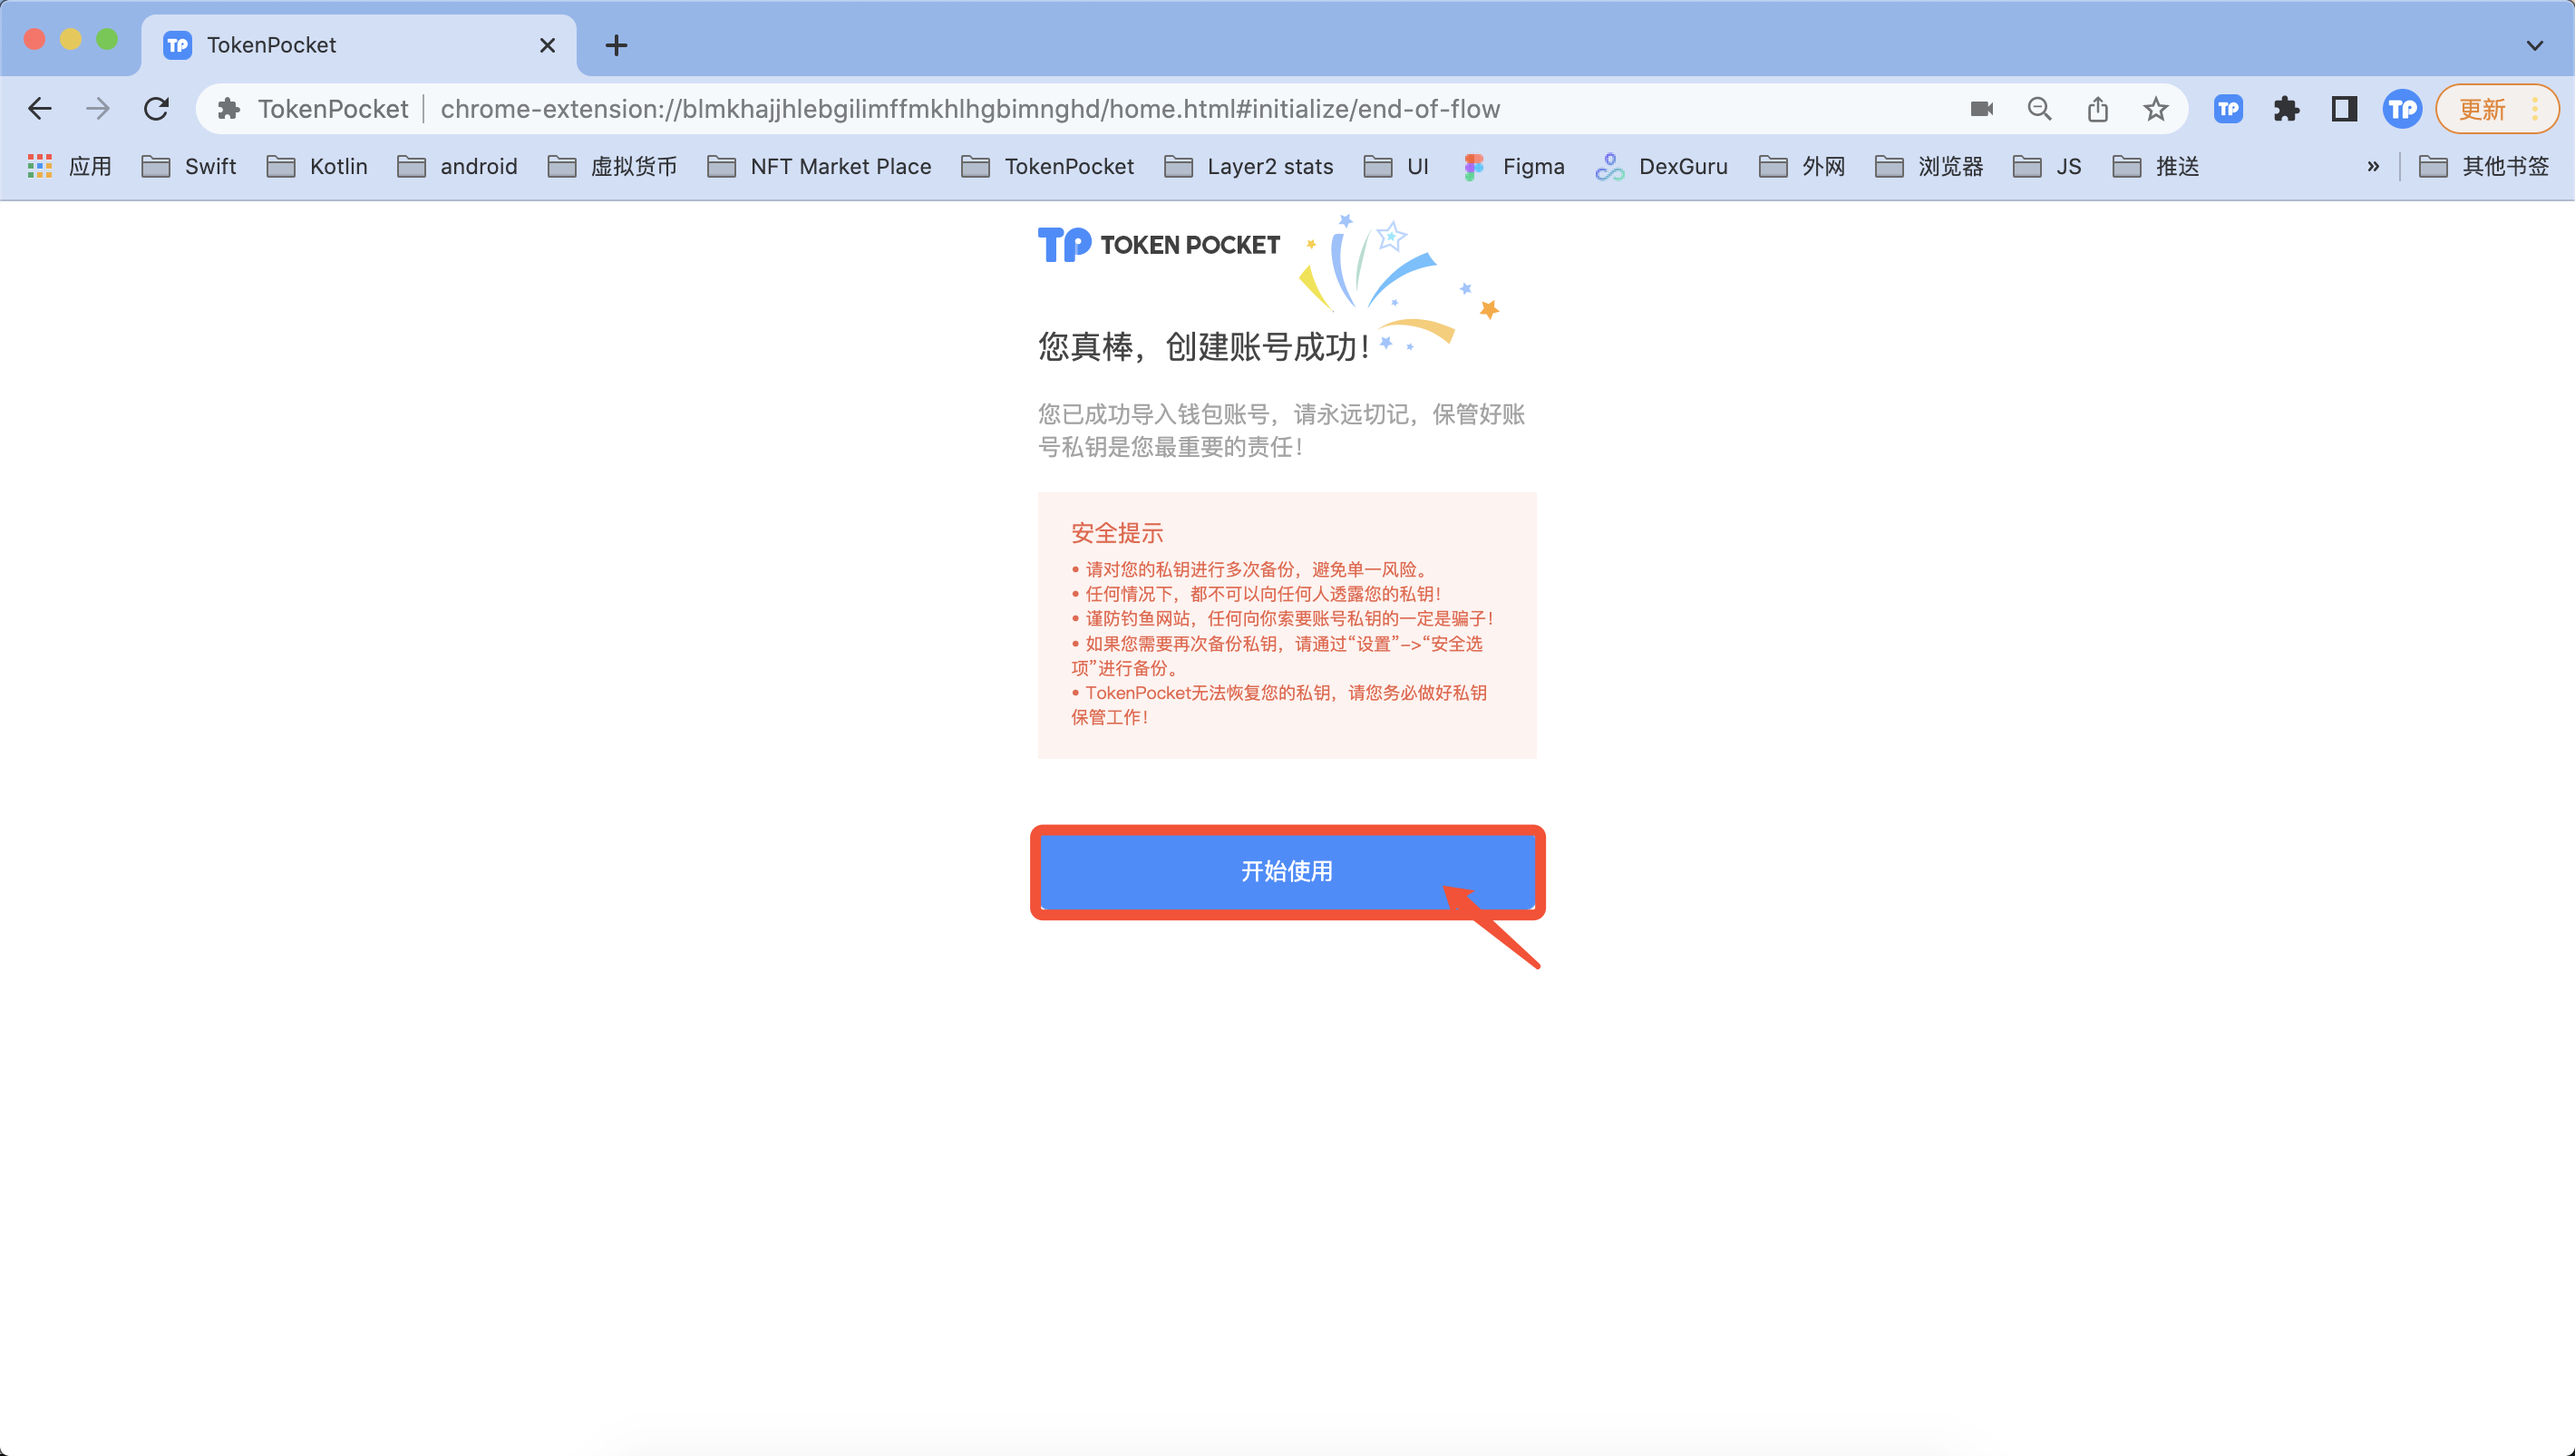 TP TokenPocket
TokenPocket chrome-extension://blmkhajjhlebgilimffmkhlhgbimnghd/home.html#initialize/end-of-flow TP TP 更新
应用 Swift Kotlin android 虚拟货币 NFT Market Place TokenPocket Layer2 stats UI Figma DexGuru 外网 浏览器 JS 推送 » 其他书签
TP TOKEN POCKET
您真棒，创建账号成功！
您已成功导入钱包账号，请永远切记，保管好账
号私钥是您最重要的责任！
安全提示
• 请对您的私钥进行多次备份，避免单一风险。
• 任何情况下，都不可以向任何人透露您的私钥！
• 谨防钓鱼网站，任何向你索要账号私钥的一定是骗子！
• 如果您需要再次备份私钥，请通过“设置”->“安全选
项”进行备份。
• TokenPocket无法恢复您的私钥，请您务必做好私钥
保管工作！
开始使用